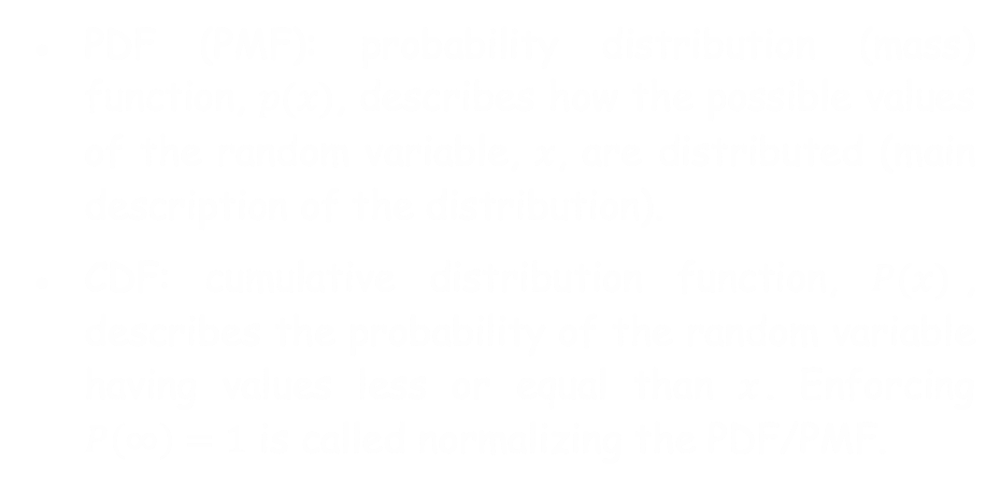 • PDF (PMF): probability distribution (mass)
function p(x), describes how the possible values
of the random variable, x, are distributed (main
description of the distribution)
• CDF: cumulative distribution function, P(x),
describes the probability of the random variable
having values less or equal than x. Enforcing
P(∞) = 1 is called normalizing the PDF/PMF